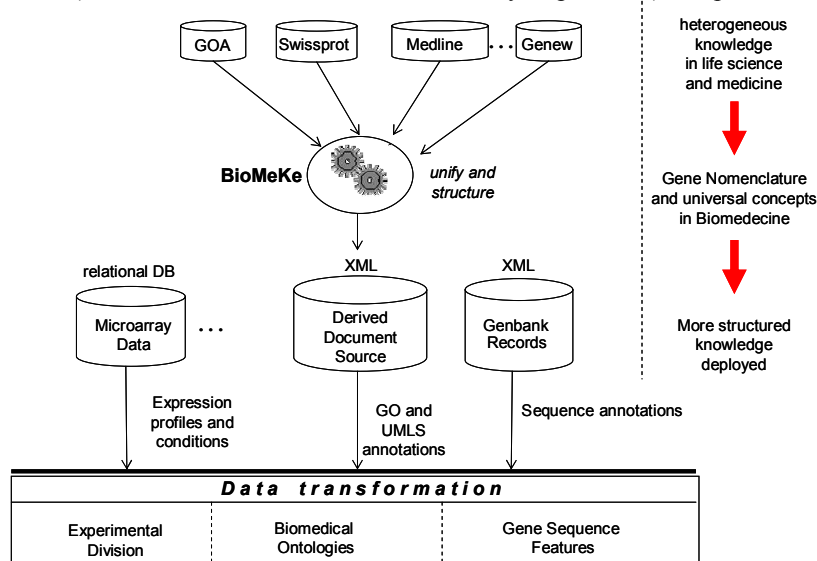 GOA
Swissprot
Medline
...
Genew
heterogeneous
knowledge
in life science
and medicine
BioMeKe
unify and
structure
Gene Nomenclature
and universal concepts
in Biomedecine
relational DB
XML
XML
Microarray
Data
...
Derived
Document
Source
Genbank
Records
More structured
knowledge
deployed
Expression
profiles and
conditions
GO and
UMLS
annotations
Sequence annotations
Data transformation
Experimental
Division
Biomedical
Ontologies
Gene Sequence
Features